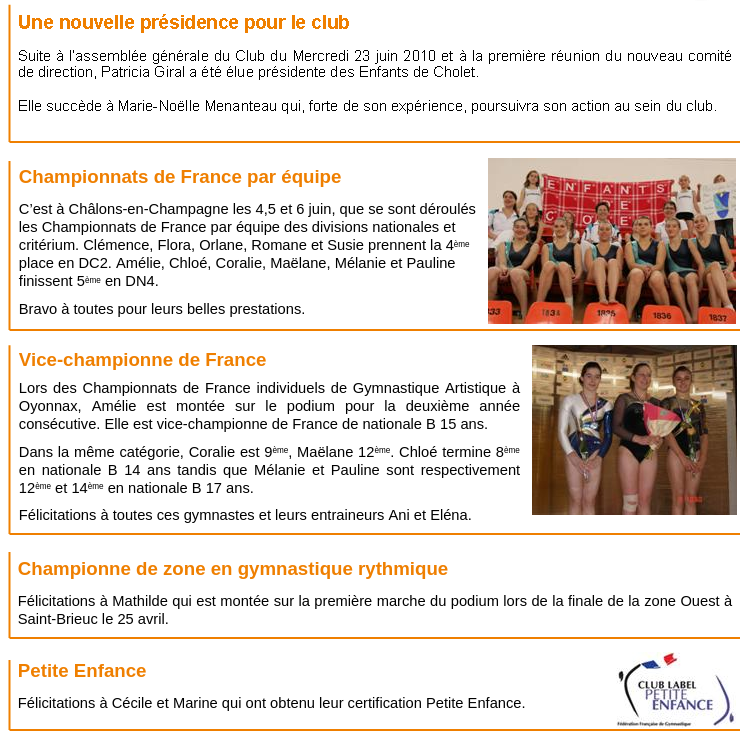 Une nouvelle présidence pour le club
Suite à l'assemblée générale du Club du Mercredi 23 juin 2010 et à la première réunion du nouveau comité
de direction, Patricia Giral a été élue présidente des Enfants de Cholet.
Elle succède à Marie-Noëlle Menanteau qui, forte de son expérience, poursuivra son action au sein du club.
Championnats de France par équipe
C'est à Châlons-en-Champagne les 4,5 et 6 juin, que se sont déroulés
les Championnats de France par équipe des divisions nationales et
critérium. Clémence, Flora, Orlane, Romane et Susie prennent la 4ème
place en DC2. Amélie, Chloé, Coralie, Maëlane, Mélanie et Pauline
finissent 5ème en DN4.
Bravo à toutes pour leurs belles prestations.
ENFANTS
DE
1834
1835
1836
1837
Vice-championne de France
Lors des Championnats de France individuels de Gymnastique Artistique à
Oyonnax, Amélie est montée sur le podium pour la deuxième année
consécutive. Elle est vice-championne de France de nationale B 15 ans.
Dans la même catégorie, Coralie est 9ème, Maëlane 12ème. Chloé termine 8ème
en nationale B 14 ans tandis que Mélanie et Pauline sont respectivement
12ème et 14ème en nationale B 17 ans.
Félicitations à toutes ces gymnastes et leurs entraineurs Ani et Eléna.
Championne de zone en gymnastique rythmique
Félicitations à Mathilde qui est montée sur la première marche du podium lors de la finale de la zone Ouest à
Saint-Brieuc le 25 avril.
Petite Enfance
Félicitations à Cécile et Marine qui ont obtenu leur certification Petite Enfance.
CLUB LABEL
PETITE
ENFANCE
Fédération Française de Gymnastique